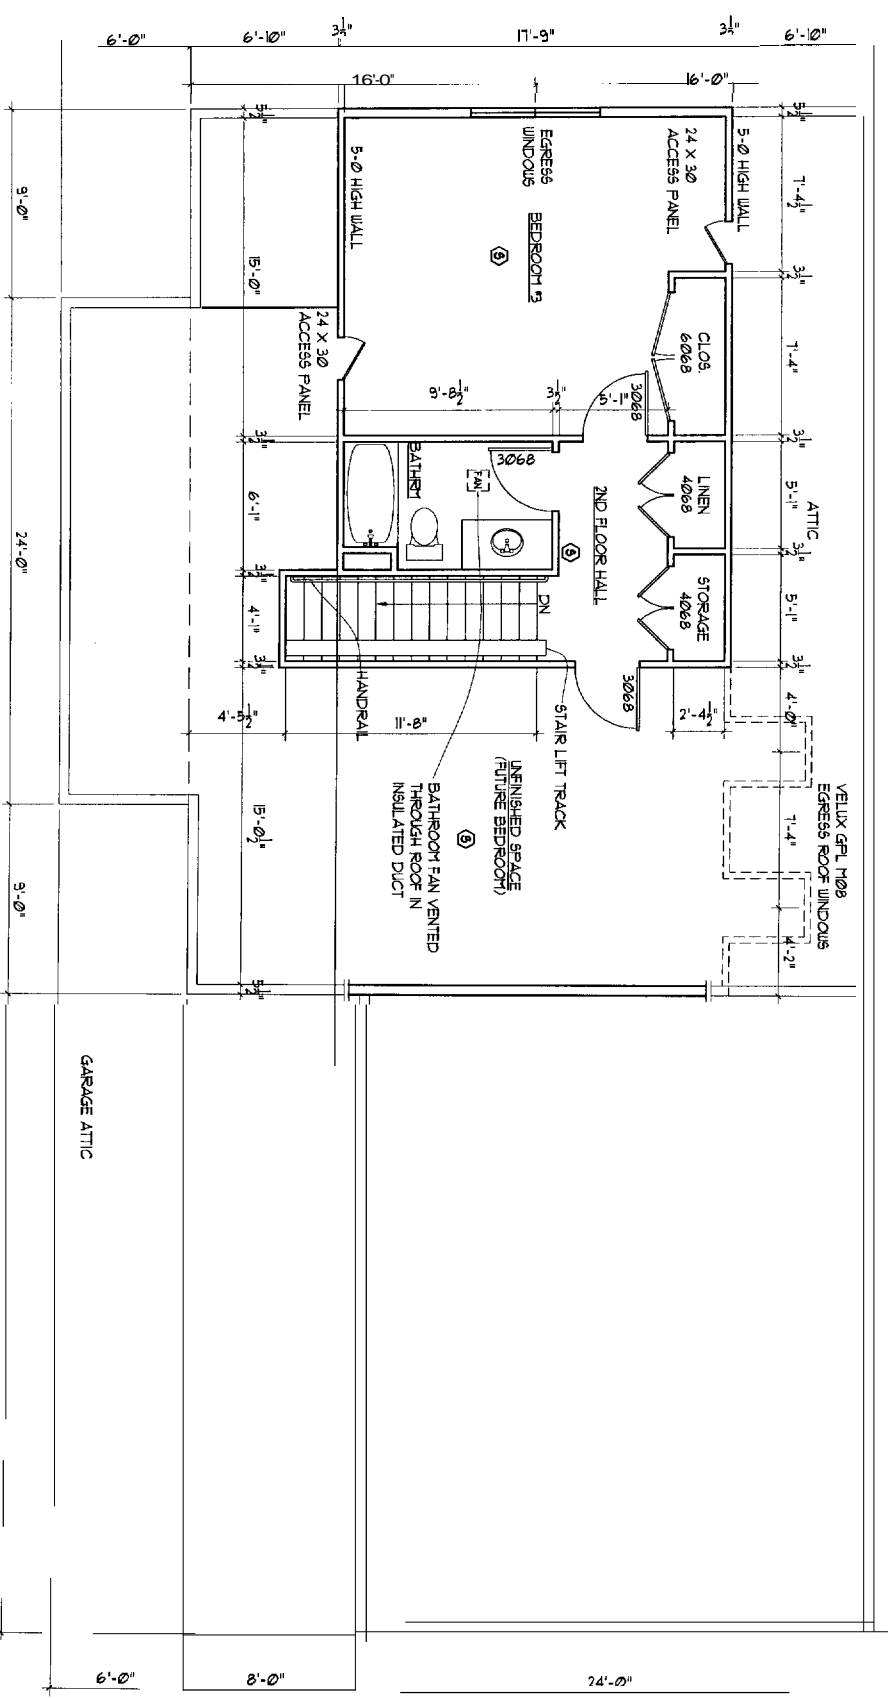 6'-0"
6'-10"
3½"
17'-9"
3½"
6'-10"
16'-0"
16'-0"
5½"
5½"
9'-0"
7'-4½"
5-0 HIGH WALL
24 X 30
ACCESS PANEL
EGRESS
WINDOWS
5-0 HIGH WALL
BEDROOM #3
S
15'-0"
3½"
24 X 30
ACCESS PANEL
CLOS.
6068
7'-4"
9'-8½"
3½"
5'-1"
3068
3½"
3½"
BATHRM
FAN
3068
2ND FLOOR HALL
S
LINEN
4068
5'-1"
ATTIC
6'-1"
24'-0"
3½"
3½"
4'-1"
DN
STORAGE
4068
5'-1"
3½"
3½"
HANDRAIL
3068
4'-5½"
11'-8"
2'-4½"
4'-0"
STAIR LIFT TRACK
UNFINISHED SPACE
(FUTURE BEDROOM)
S
BATHROOM FAN VENTED
THROUGH ROOF IN
INSULATED DUCT
VELUX GPL M08
EGRESS ROOF WINDOWS
15'-0½"
7'-4"
9'-0"
4'-2"
5½"
GARAGE ATTIC
6'-0"
8'-0"
24'-0"